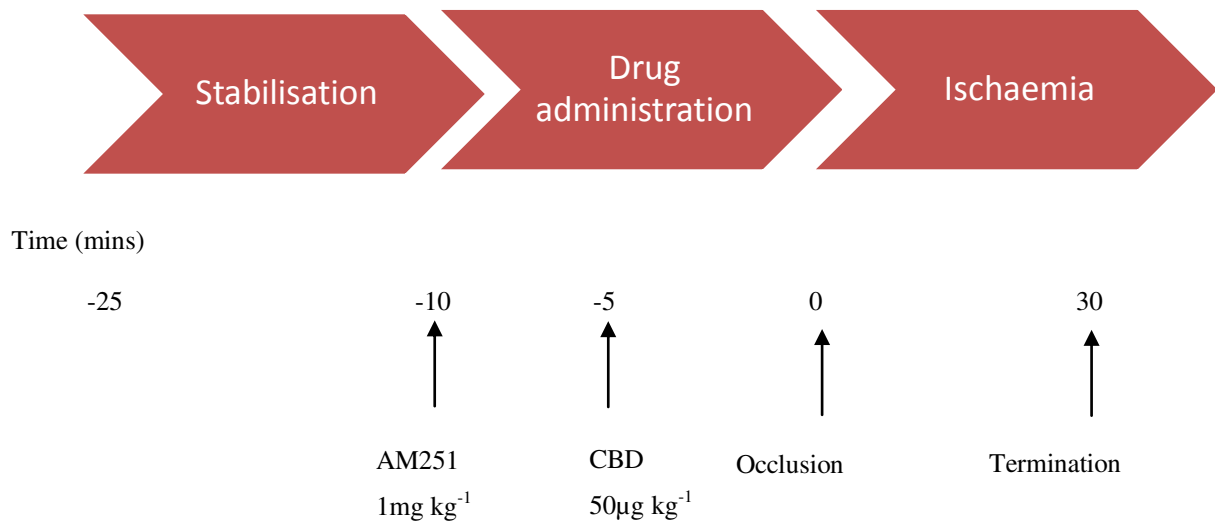 Stabilisation
Drug
administration
Ischaemia
Time (mins)
-25 -10 -5 0 30
AM251 CBD Occlusion Termination
1mg kg⁻¹ 50µg kg⁻¹